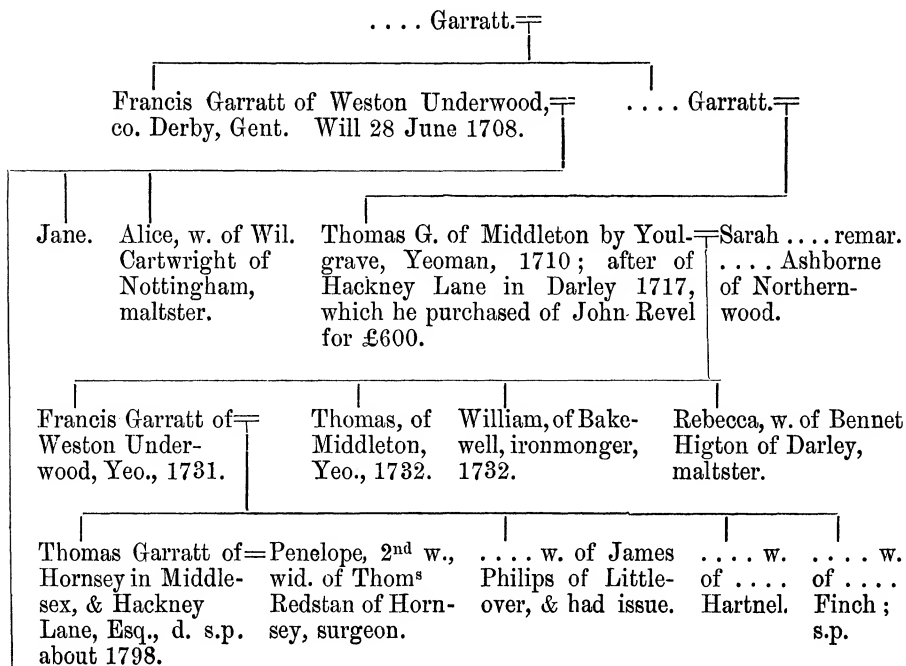 .... Garratt.
Francis Garratt of Weston Underwood,
co. Derby, Gent. Will 28 June 1708.
.... Garratt.
Jane.
Alice, w. of Wil.
Cartwright of
Nottingham,
maltster.
Thomas G. of Middleton by Youl-
grave, Yeoman, 1710; after of
Hackney Lane in Darley 1717,
which he purchased of John Revel
for £600.
Sarah .... remar.
.... Ashborne
of Northern-
wood.
Francis Garratt of
Weston Under-
wood, Yeo., 1731.
Thomas, of
Middleton,
Yeo., 1732.
William, of Bake-
well, ironmonger,
1732.
Rebecca, w. of Bennet
Higton of Darley,
maltster.
Thomas Garratt of=
Hornsey in Middle-
sex, & Hackney
Lane, Esq., d. s.p.
about 1798.
Penelope, 2nd w.,
wid. of Thoms
Redstan of Horn-
sey, surgeon.
.... w. of James
Philips of Little-
over, & had issue.
.... w.
of ....
Hartnel.
.... w.
of ....
Finch;
s.p.